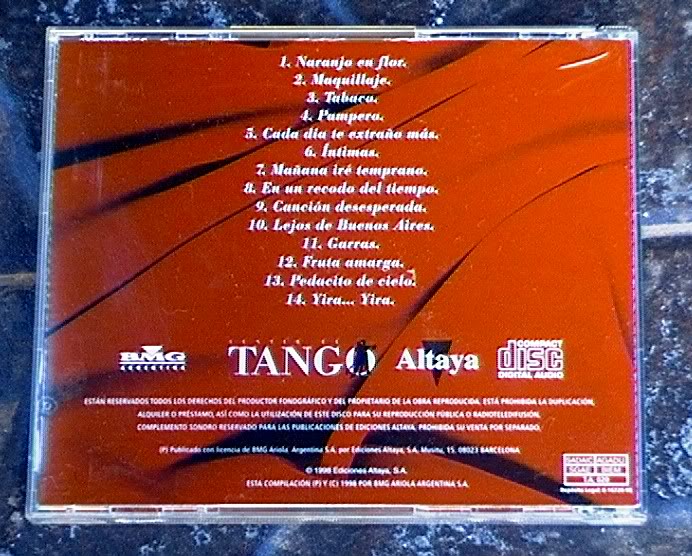 1. Naranjo en flor.
2. Maquillaje.
3. Tabaco.
4. Pampero.
5. Cada día te extraño más.
6. Íntimas.
7. Mañana iré temprano.
8. En un recodo del tiempo.
9. Canción desesperada.
10. Lejos de Buenos Aires.
11. Garras.
12. Fruta amarga.
13. Pedacito de cielo.
14. Yira... Yira.
BMG ARGENTINA
TANGO
Altaya
COMPACT disc DIGITAL AUDIO
ESTÁN RESERVADOS TODOS LOS DERECHOS DEL PRODUCTOR FONOGRÁFICO Y DEL PROPIETARIO DE LA OBRA REPRODUCIDA. ESTÁ PROHIBIDA LA DUPLICACIÓN,
ALQUILER O PRÉSTAMO, ASÍ COMO LA UTILIZACIÓN DE ESTE DISCO PARA SU REPRODUCCIÓN PÚBLICA O RADIOTELEDIFUSIÓN.
COMPLEMENTO SONORO RESERVADO PARA LAS PUBLICACIONES DE EDICIONES ALTAYA. PROHIBIDA SU VENTA POR SEPARADO.
(P) Publicado con licencia de BMG Ariola Argentina S.A. por Ediciones Altaya, S.A. Musitu, 15. 08023 BARCELONA
© 1998 Ediciones Altaya, S.A.
ESTA COMPILACIÓN (P) Y (C) 1998 POR BMG ARIOLA ARGENTINA S.A.
SADAIC AGADU
SGAE BIEM
Depósito Legal: